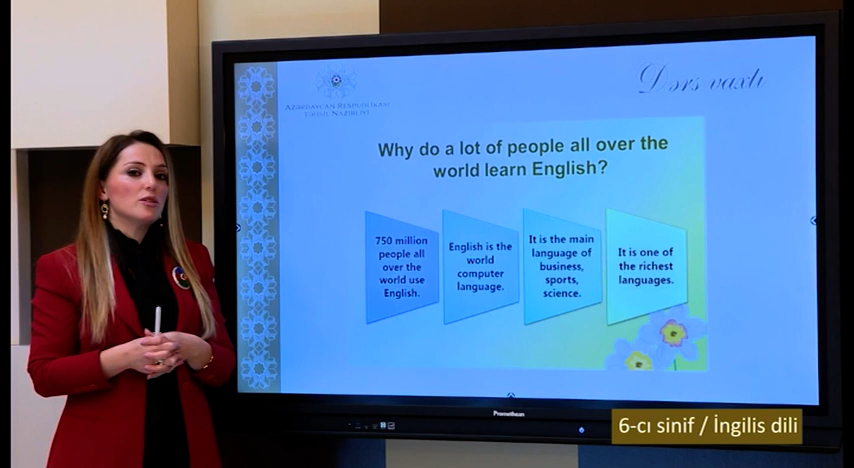 Dərs vaxtı
AZƏRBAYCAN RESPUBLİKASI
TƏHSİL NAZİRLİYİ
Why do a lot of people all over the
world learn English?
750 million
people all
over the
world use
English.
English is the
world
computer
language.
It is the main
language of
business,
sports,
science.
It is one of
the richest
languages.
Promethean
6-cı sinif / İngilis dili